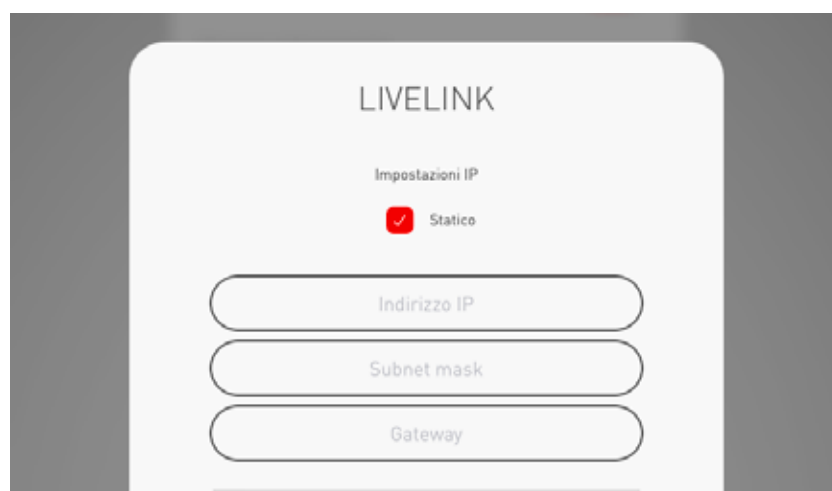 LIVELINK
Impostazioni IP
Statico
Indirizzo IP
Subnet mask
Gateway